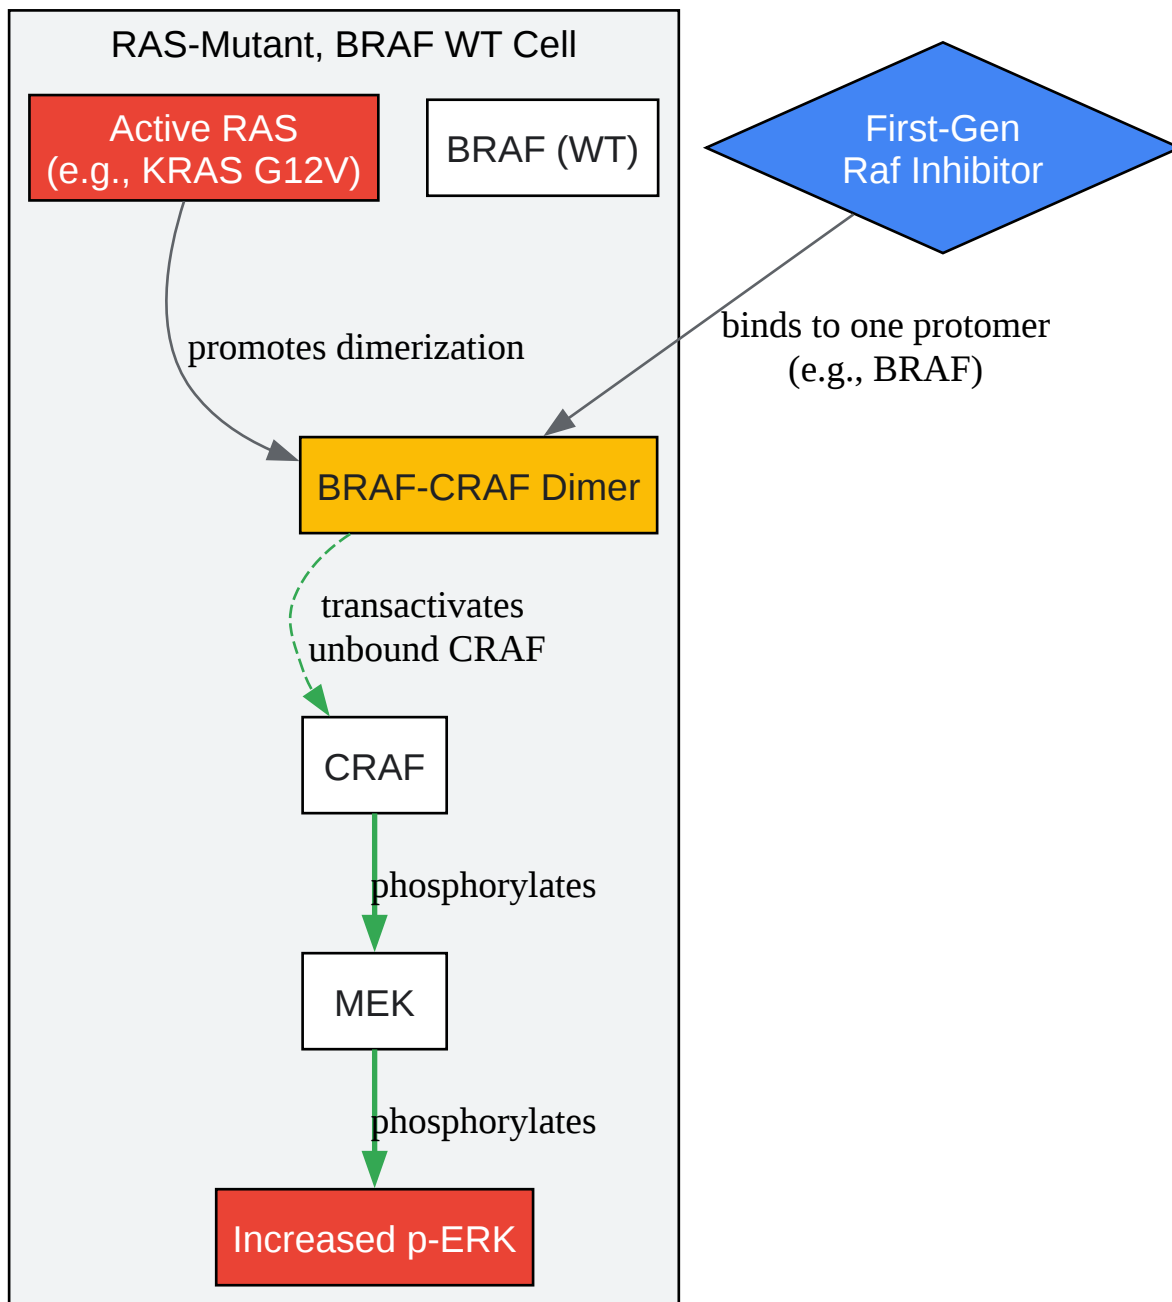 RAS-Mutant, BRAF WT Cell
Active RAS
(e.g., KRAS G12V)
BRAF (WT)
First-Gen
Raf Inhibitor
promotes dimerization
binds to one protomer
(e.g., BRAF)
BRAF-CRAF Dimer
transactivates
unbound CRAF
CRAF
phosphorylates
MEK
phosphorylates
Increased p-ERK